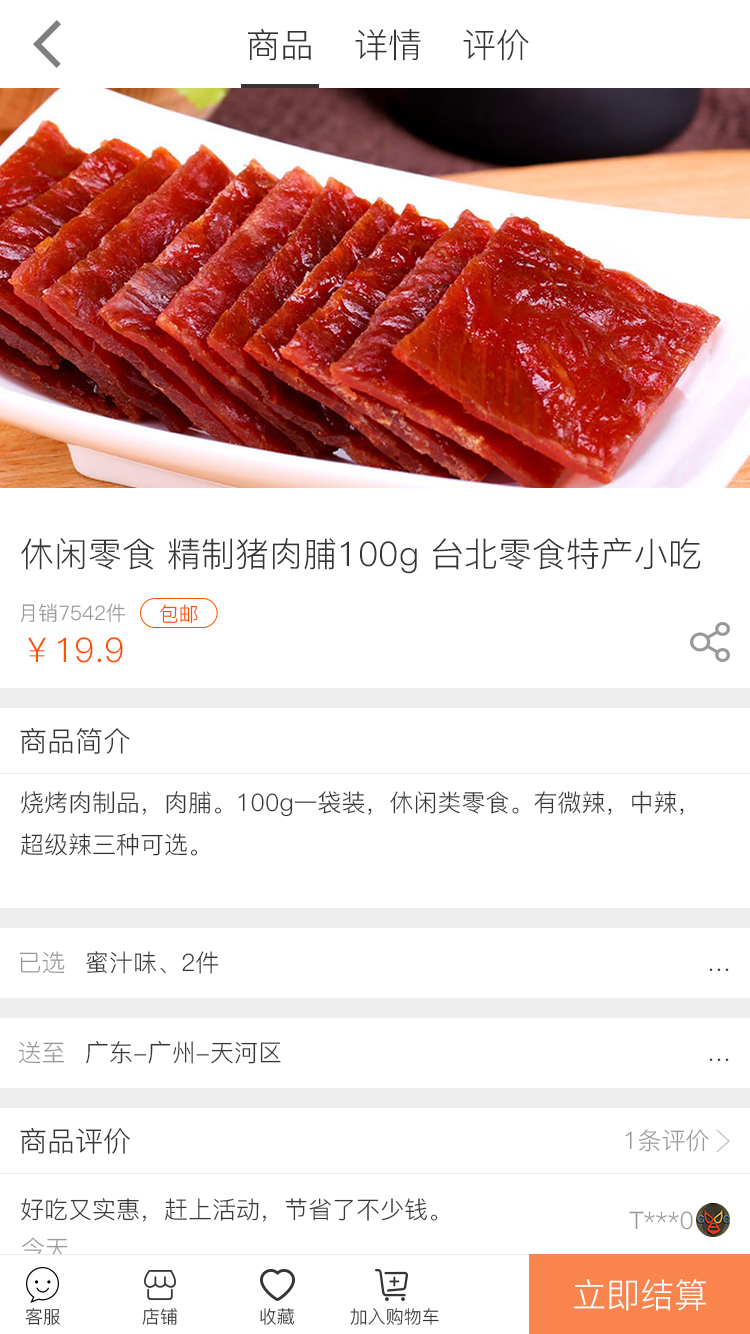 商品 详情 评价
休闲零食 精制猪肉脯100g 台北零食特产小吃
月销7542件 包邮
￥19.9
商品简介
烧烤肉制品，肉脯。100g一袋装，休闲类零食。有微辣，中辣，
超级辣三种可选。
已选 蜜汁味、2件 ...
送至 广东-广州-天河区 ...
商品评价 1条评价
好吃又实惠，赶上活动，节省了不少钱。
T***0
今天
客服 店铺 收藏 加入购物车 立即结算